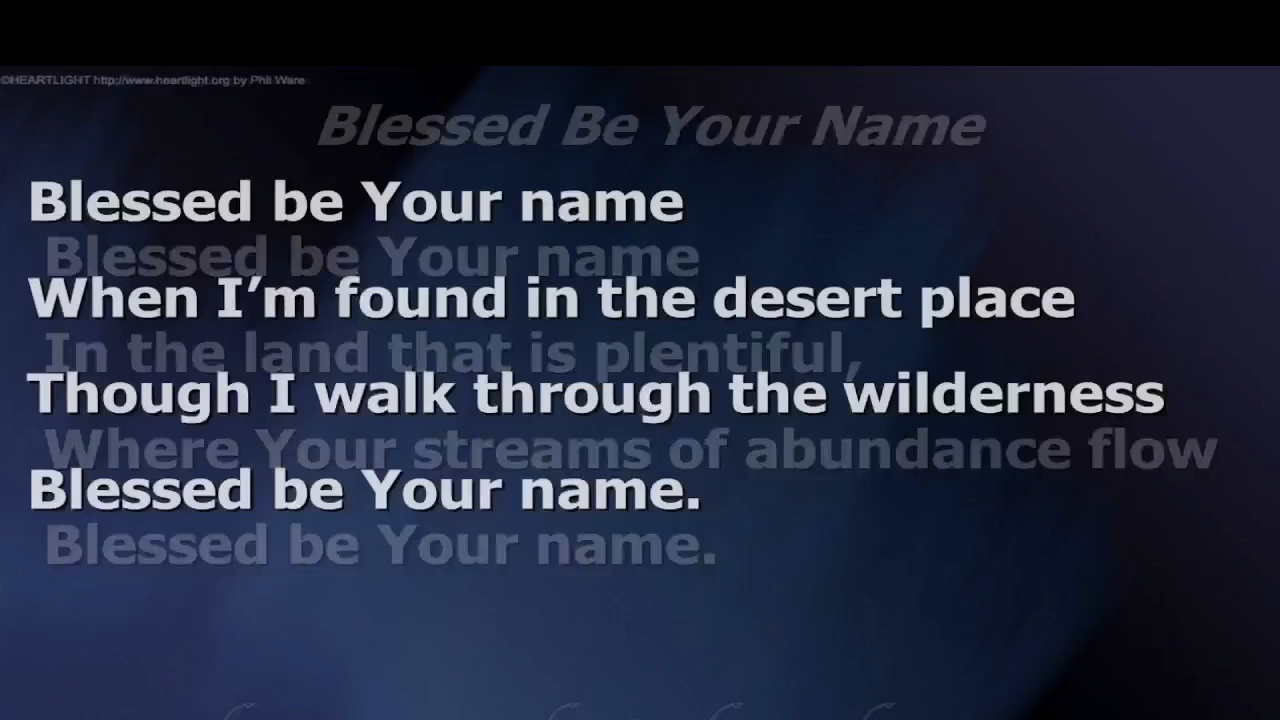 ©HEARTLIGHT http://www.heartlight.org by Phil Ware
Blessed Be Your Name
Blessed be Your name
Blessed be Your name
When I’m found in the desert place
In the land that is plentiful,
Though I walk through the wilderness
Where Your streams of abundance flow
Blessed be Your name.
Blessed be Your name.